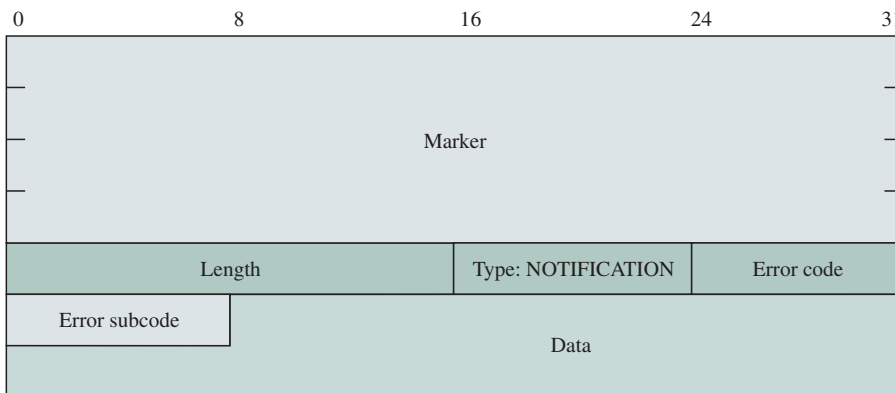 0 8 16 24 3
Marker
Length Type: NOTIFICATION Error code
Error subcode
Data